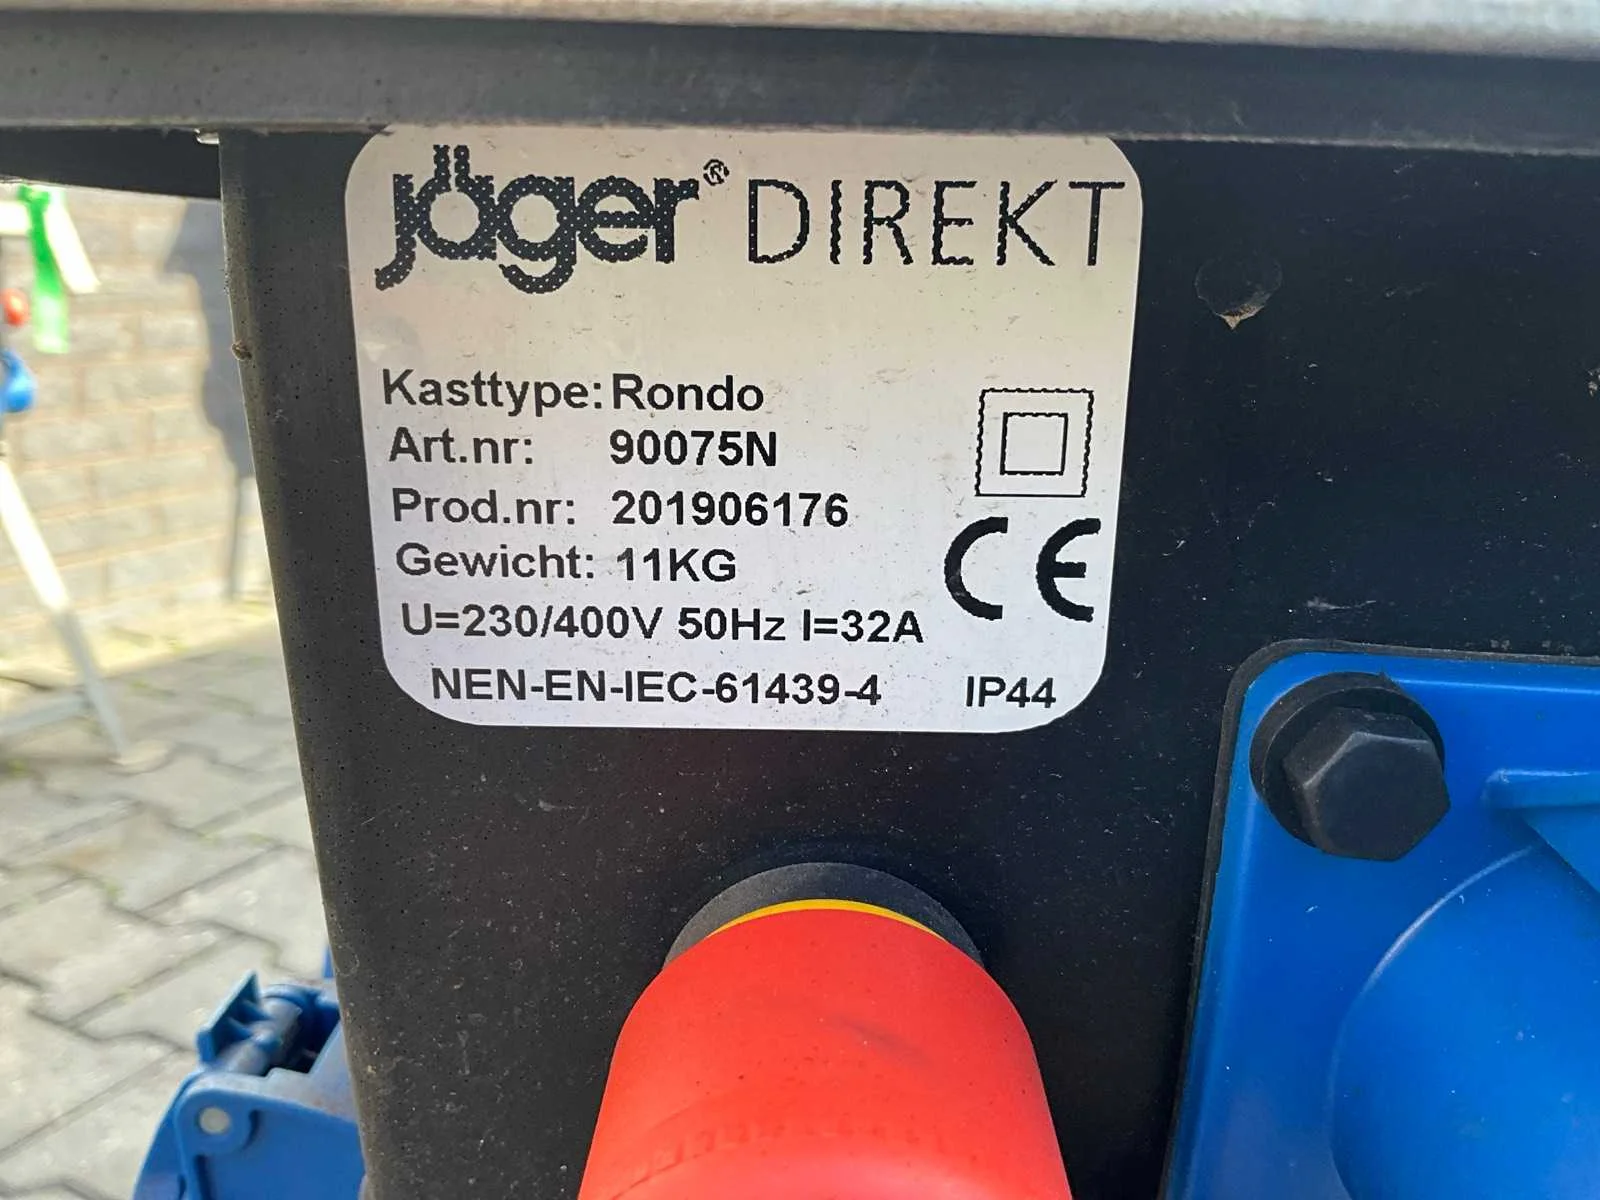 jäger® DIREKT
Kasttype: Rondo
Art.nr: 90075N
Prod.nr: 201906176
Gewicht: 11KG
U=230/400V 50Hz I=32A
CE
NEN-EN-IEC-61439-4 IP44